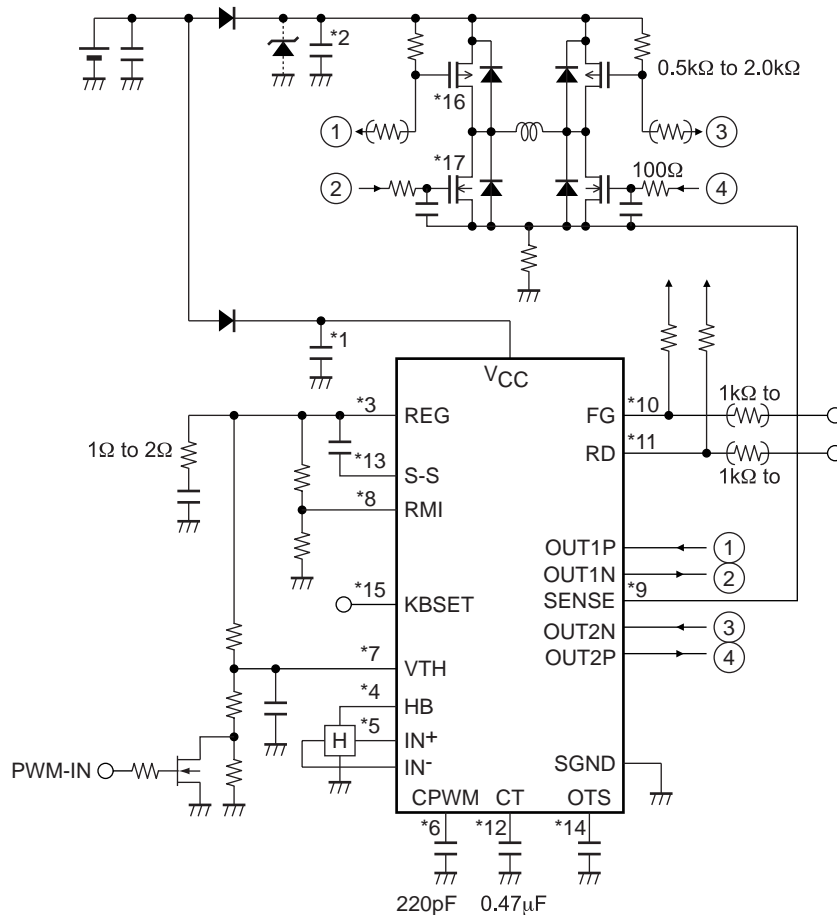 *2
0.5kΩ to 2.0kΩ
*16
1
3
*17
100Ω
2
4
*1
VCC
*3 REG
*10
FG
1kΩ to
1Ω to 2Ω
*13
S-S
*11
RD
1kΩ to
*8
RMI
OUT1P
1
OUT1N
2
*9
*15
KBSET
SENSE
OUT2N
3
*7
VTH
OUT2P
4
*4
HB
*5
H
IN+
IN-
PWM-IN
SGND
CPWM CT OTS
*6 *12 *14
220pF 0.47µF